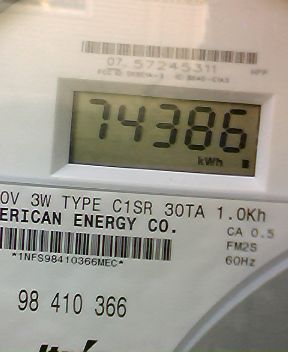 07 57245311
74386
kWh
0V 3W TYPE C1SR 30TA 1.0Kh
ERICAN ENERGY CO.
CA 0.5
FM2S
*1NFS98410366MEC*
60Hz
98 410 366